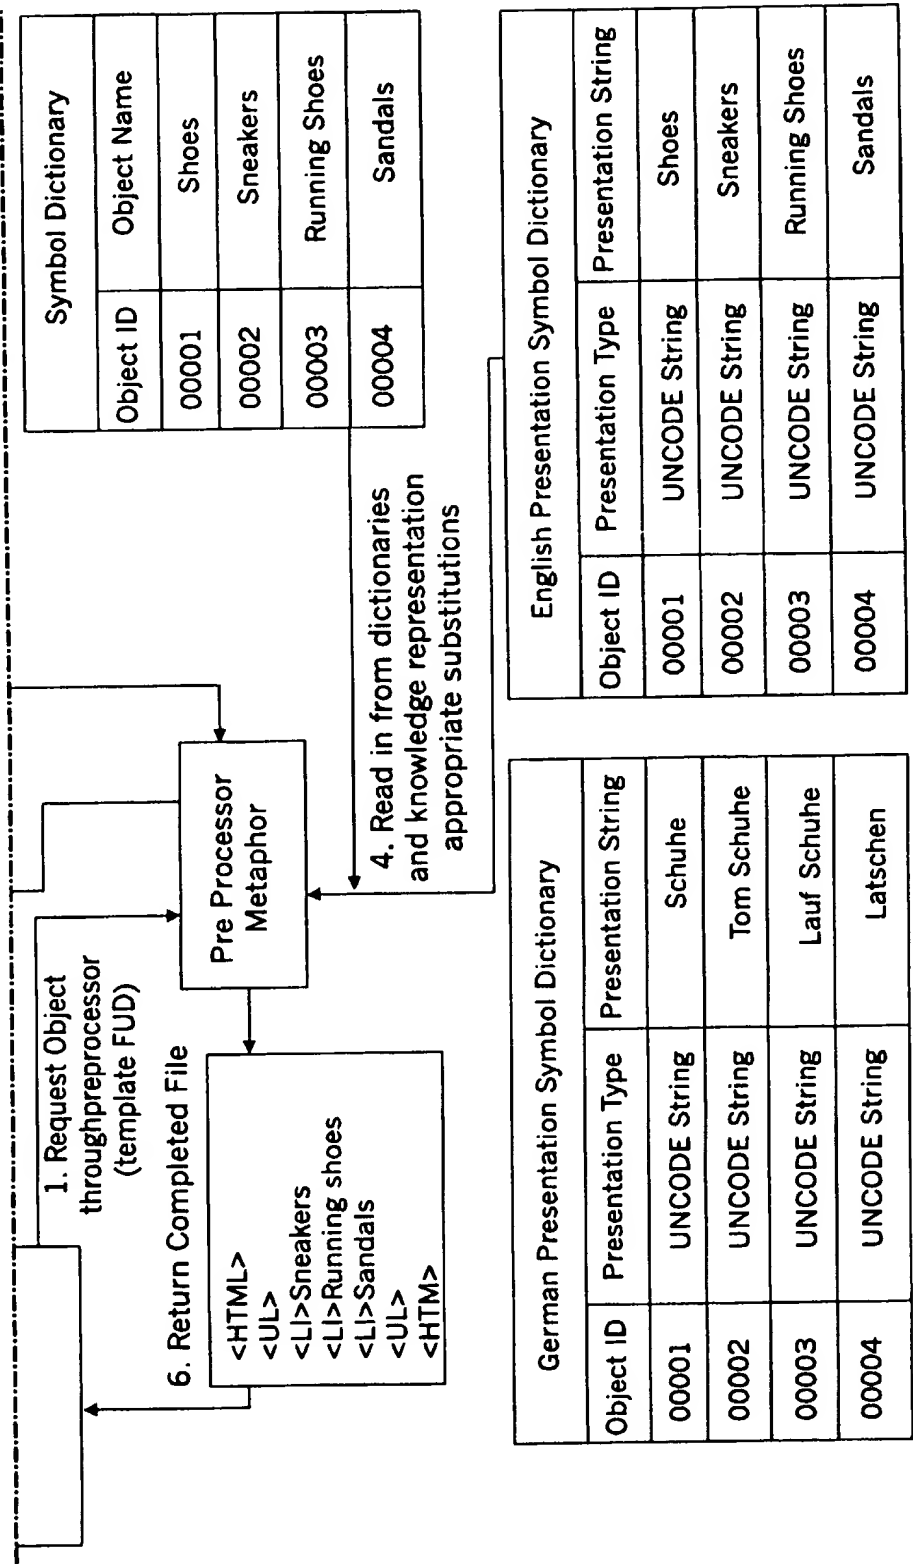 1. Request Object
throughpreprocessor
(template FUD)
6. Return Completed File
<HTML>
<UL>
<LI>Sneakers
<LI>Running shoes
<LI>Sandals
<UL>
<HTM>
Pre Processor
Metaphor
4. Read in from dictionaries
and knowledge representation
appropriate substitutions
Symbol Dictionary
Object ID Object Name
00001 Shoes
00002 Sneakers
00003 Running Shoes
00004 Sandals
German Presentation Symbol Dictionary
Object ID Presentation Type Presentation String
00001 UNCODE String Schuhe
00002 UNCODE String Tom Schuhe
00003 UNCODE String Lauf Schuhe
00004 UNCODE String Latschen
English Presentation Symbol Dictionary
Object ID Presentation Type Presentation String
00001 UNCODE String Shoes
00002 UNCODE String Sneakers
00003 UNCODE String Running Shoes
00004 UNCODE String Sandals